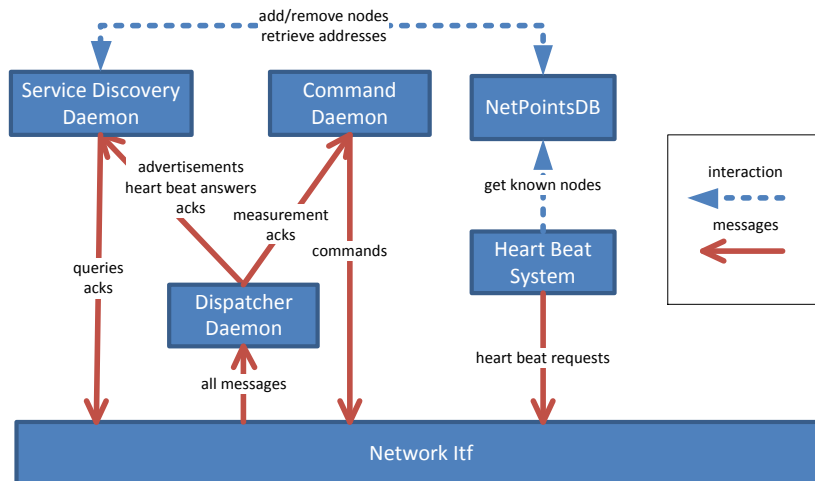 add/remove nodes
retrieve addresses
Service Discovery
Daemon
Command
Daemon
NetPointsDB
advertisements
heart beat answers
acks
measurement
acks
get known nodes
interaction
messages
queries
acks
commands
Heart Beat
System
Dispatcher
Daemon
all messages
heart beat requests
Network Itf